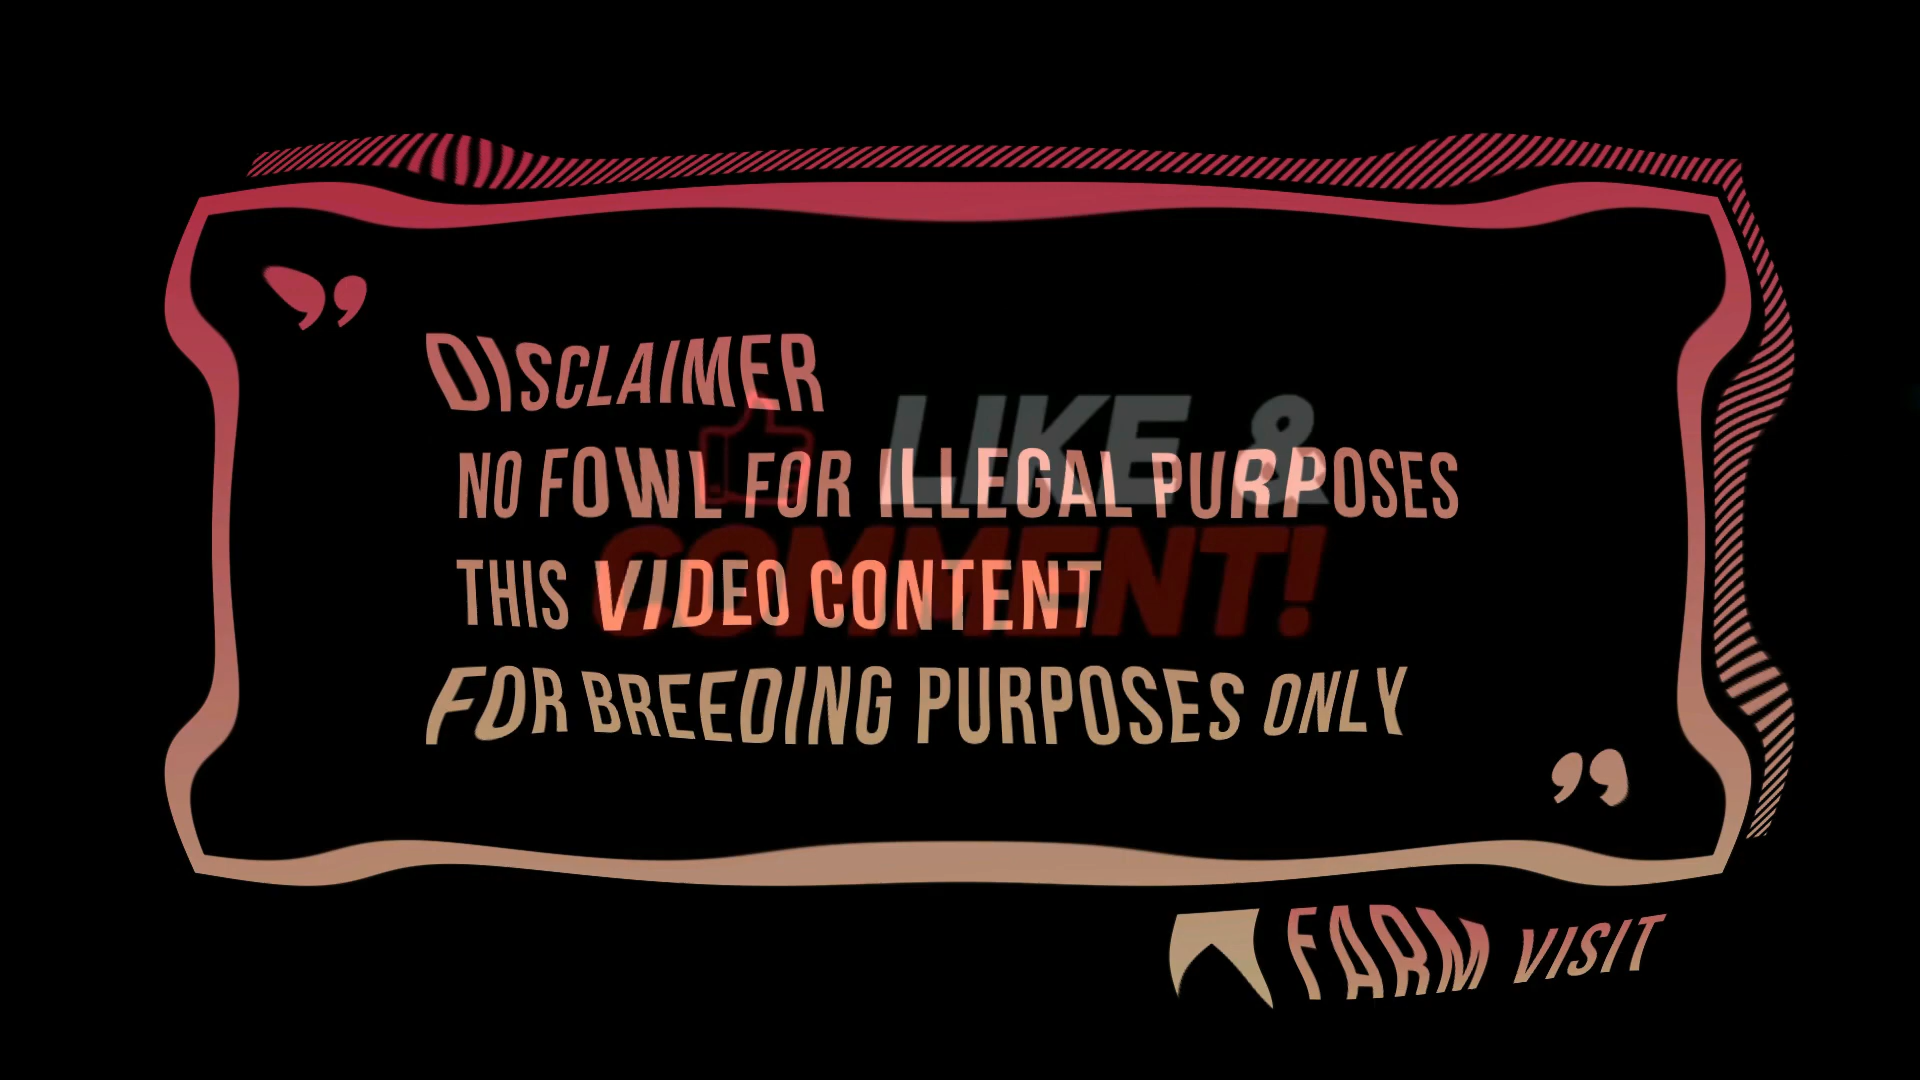 DISCLAIMER
LIKE &
NO FOWL FOR ILLEGAL PURPOSES
COMMENT!
THIS VIDEO CONTENT
FOR BREEDING PURPOSES ONLY
FARM VISIT